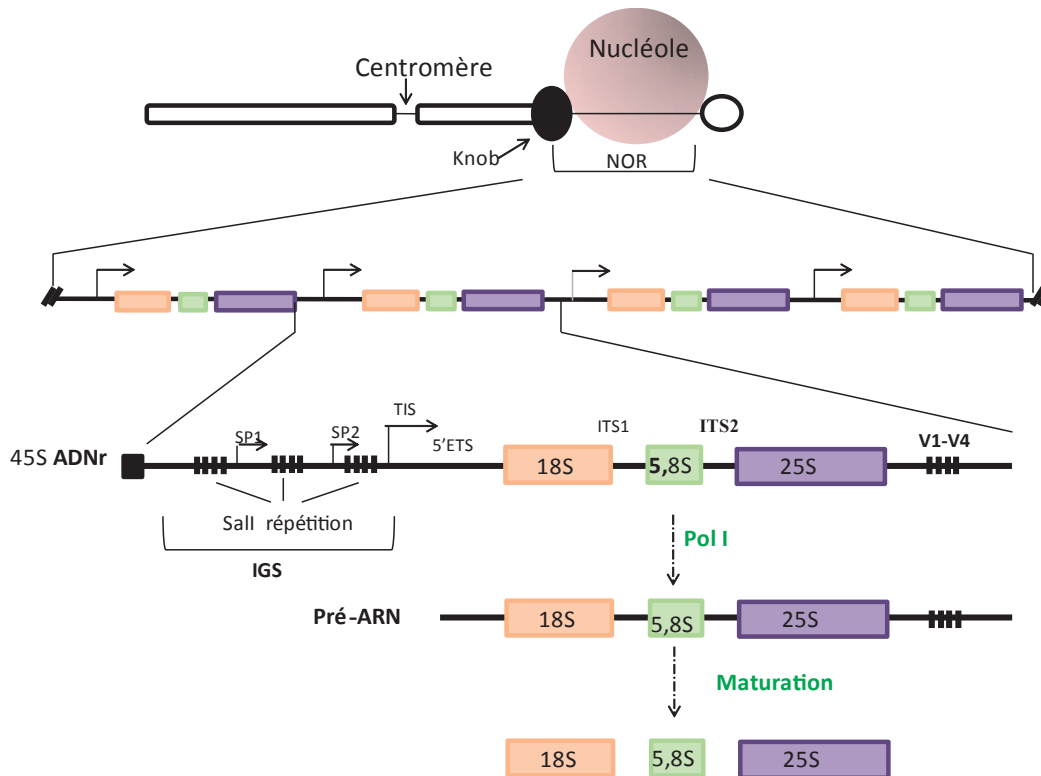 Nucléole
Centromère
Knob
NOR
TIS
SP1
SP2
5'ETS
ITS1
ITS2
V1-V4
45S ADNr
18S
5,8S
25S
SalI répétition
IGS
Pol I
Pré-ARN
18S
5,8S
25S
Maturation
18S
5,8S
25S